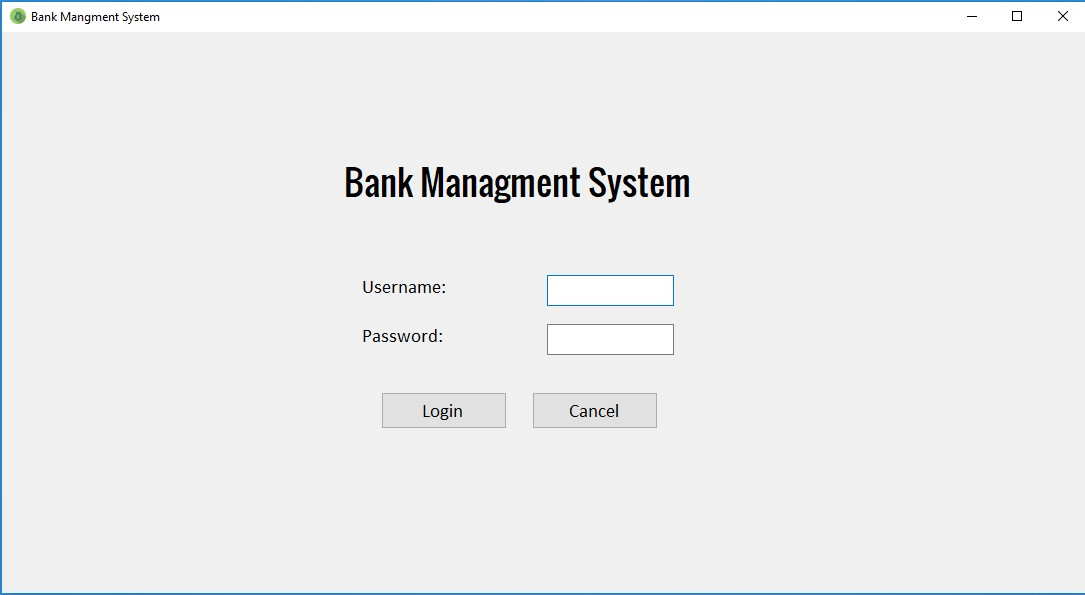 Bank Mangment System
Bank Managment System
Username:
Password:
Login
Cancel